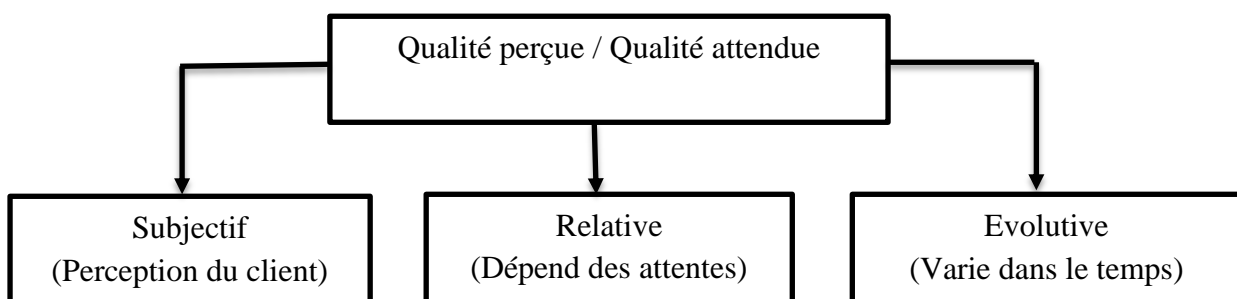 Qualité perçue / Qualité attendue
Subjectif
(Perception du client)
Relative
(Dépend des attentes)
Evolutive
(Varie dans le temps)